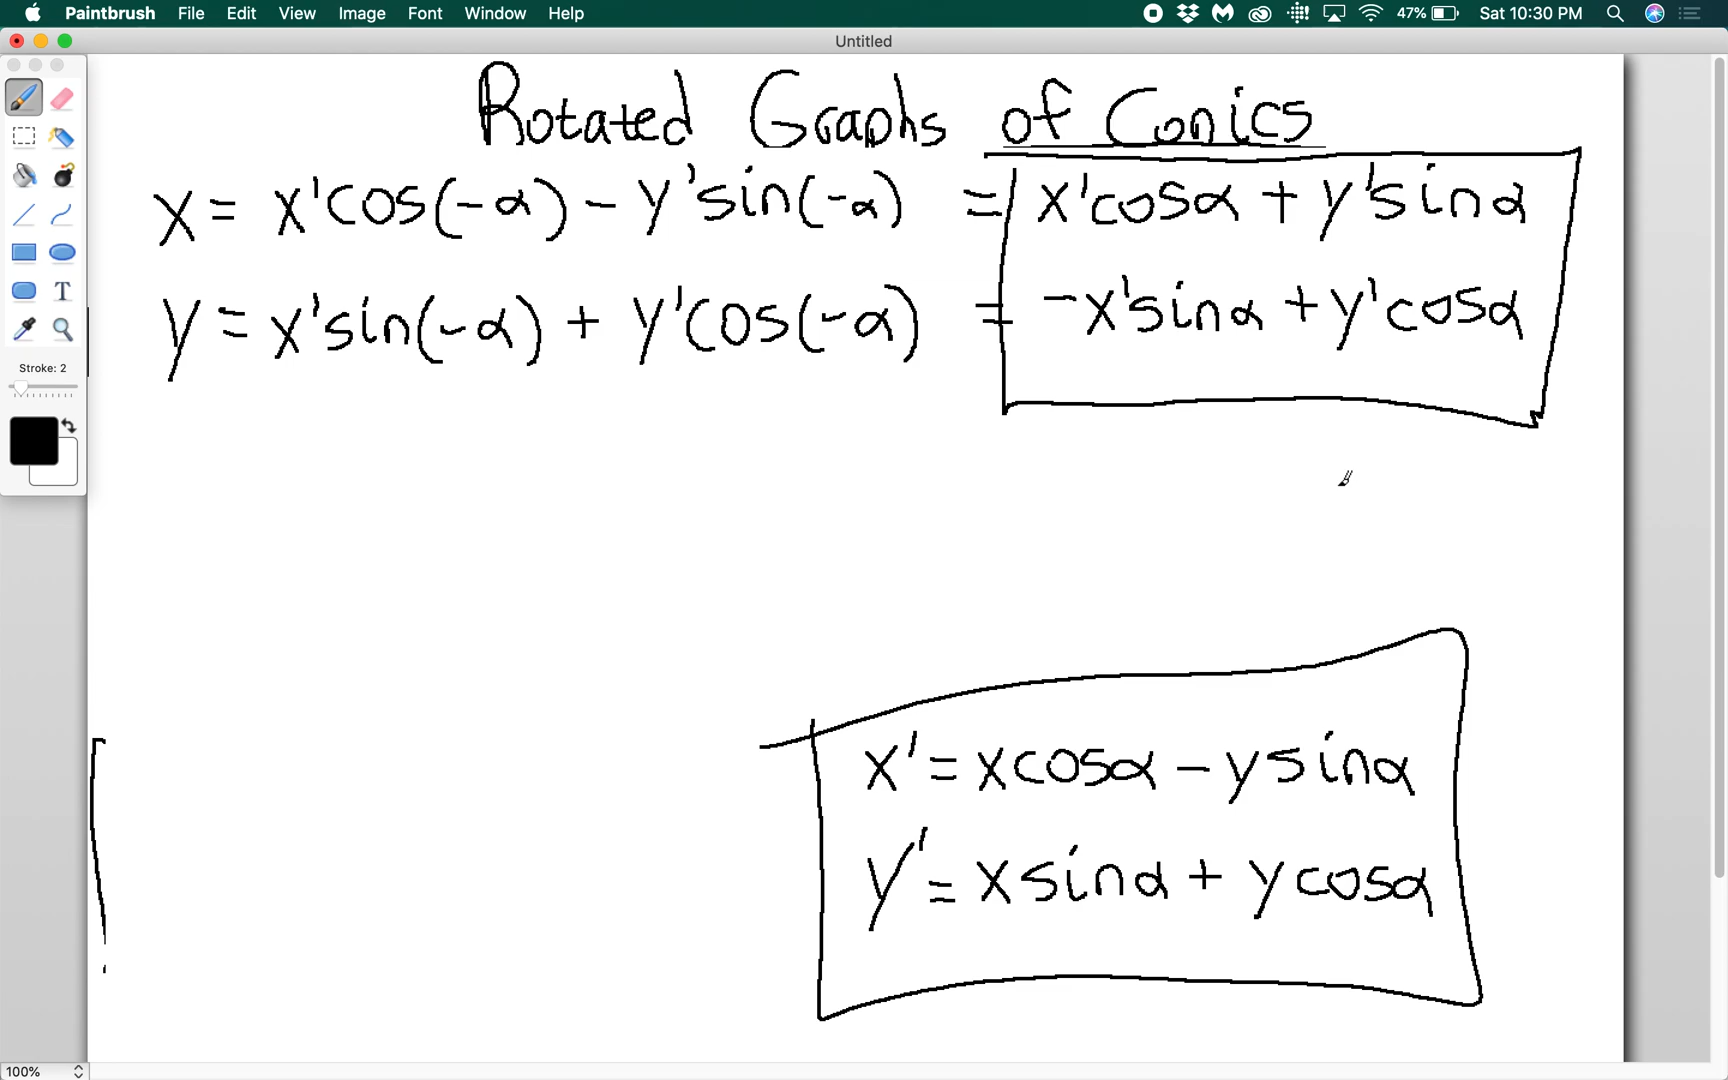 Paintbrush File Edit View Image Font Window Help 47% Sat 10:30 PM
Untitled
Rotated Graphs of Conics
x = x'cos(-α) - y'sin(-α) = x'cosα + y'sinα
y = x'sin(-α) + y'cos(-α) = -x'sinα + y'cosα
T
Stroke: 2
x' = xcosα - ysinα
y' = xsinα + ycosα
100%